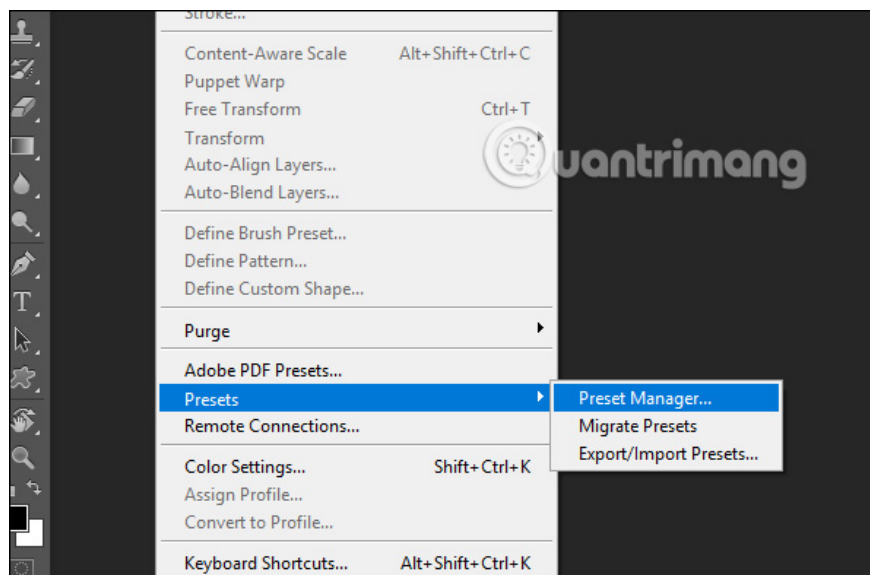 Stroke...
Content-Aware Scale Alt+Shift+Ctrl+C
Puppet Warp
Free Transform Ctrl+T
Transform
Auto-Align Layers...
Auto-Blend Layers...
uantrimang
Define Brush Preset...
Define Pattern...
Define Custom Shape...
Purge
Adobe PDF Presets...
Presets
Preset Manager...
Remote Connections...
Migrate Presets
Export/Import Presets...
Color Settings... Shift+Ctrl+K
Assign Profile...
Convert to Profile...
Keyboard Shortcuts... Alt+Shift+Ctrl+K
T